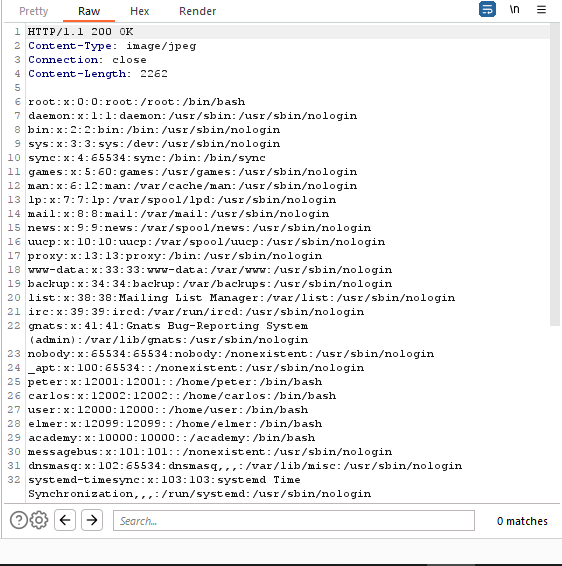 Pretty Raw Hex Render \n
1 HTTP/1.1 200 OK
2 Content-Type: image/jpeg
3 Connection: close
4 Content-Length: 2262
5
6 root:x:0:0:root:/root:/bin/bash
7 daemon:x:1:1:daemon:/usr/sbin:/usr/sbin/nologin
8 bin:x:2:2:bin:/bin:/usr/sbin/nologin
9 sys:x:3:3:sys:/dev:/usr/sbin/nologin
10 sync:x:4:65534:sync:/bin:/bin/sync
11 games:x:5:60:games:/usr/games:/usr/sbin/nologin
12 man:x:6:12:man:/var/cache/man:/usr/sbin/nologin
13 lp:x:7:7:lp:/var/spool/lpd:/usr/sbin/nologin
14 mail:x:8:8:mail:/var/mail:/usr/sbin/nologin
15 news:x:9:9:news:/var/spool/news:/usr/sbin/nologin
16 uucp:x:10:10:uucp:/var/spool/uucp:/usr/sbin/nologin
17 proxy:x:13:13:proxy:/bin:/usr/sbin/nologin
18 www-data:x:33:33:www-data:/var/www:/usr/sbin/nologin
19 backup:x:34:34:backup:/var/backups:/usr/sbin/nologin
20 list:x:38:38:Mailing List Manager:/var/list:/usr/sbin/nologin
21 irc:x:39:39:ircd:/var/run/ircd:/usr/sbin/nologin
22 gnats:x:41:41:Gnats Bug-Reporting System
(admin):/var/lib/gnats:/usr/sbin/nologin
23 nobody:x:65534:65534:nobody:/nonexistent:/usr/sbin/nologin
24 _apt:x:100:65534::/nonexistent:/usr/sbin/nologin
25 peter:x:12001:12001::/home/peter:/bin/bash
26 carlos:x:12002:12002::/home/carlos:/bin/bash
27 user:x:12000:12000::/home/user:/bin/bash
28 elmer:x:12099:12099::/home/elmer:/bin/bash
29 academy:x:10000:10000::/academy:/bin/bash
30 messagebus:x:101:101::/nonexistent:/usr/sbin/nologin
31 dnsmasq:x:102:65534:dnsmasq,,,:/var/lib/misc:/usr/sbin/nologin
32 systemd-timesync:x:103:103:systemd Time
Synchronization,,,:/run/systemd:/usr/sbin/nologin
Search... 0 matches